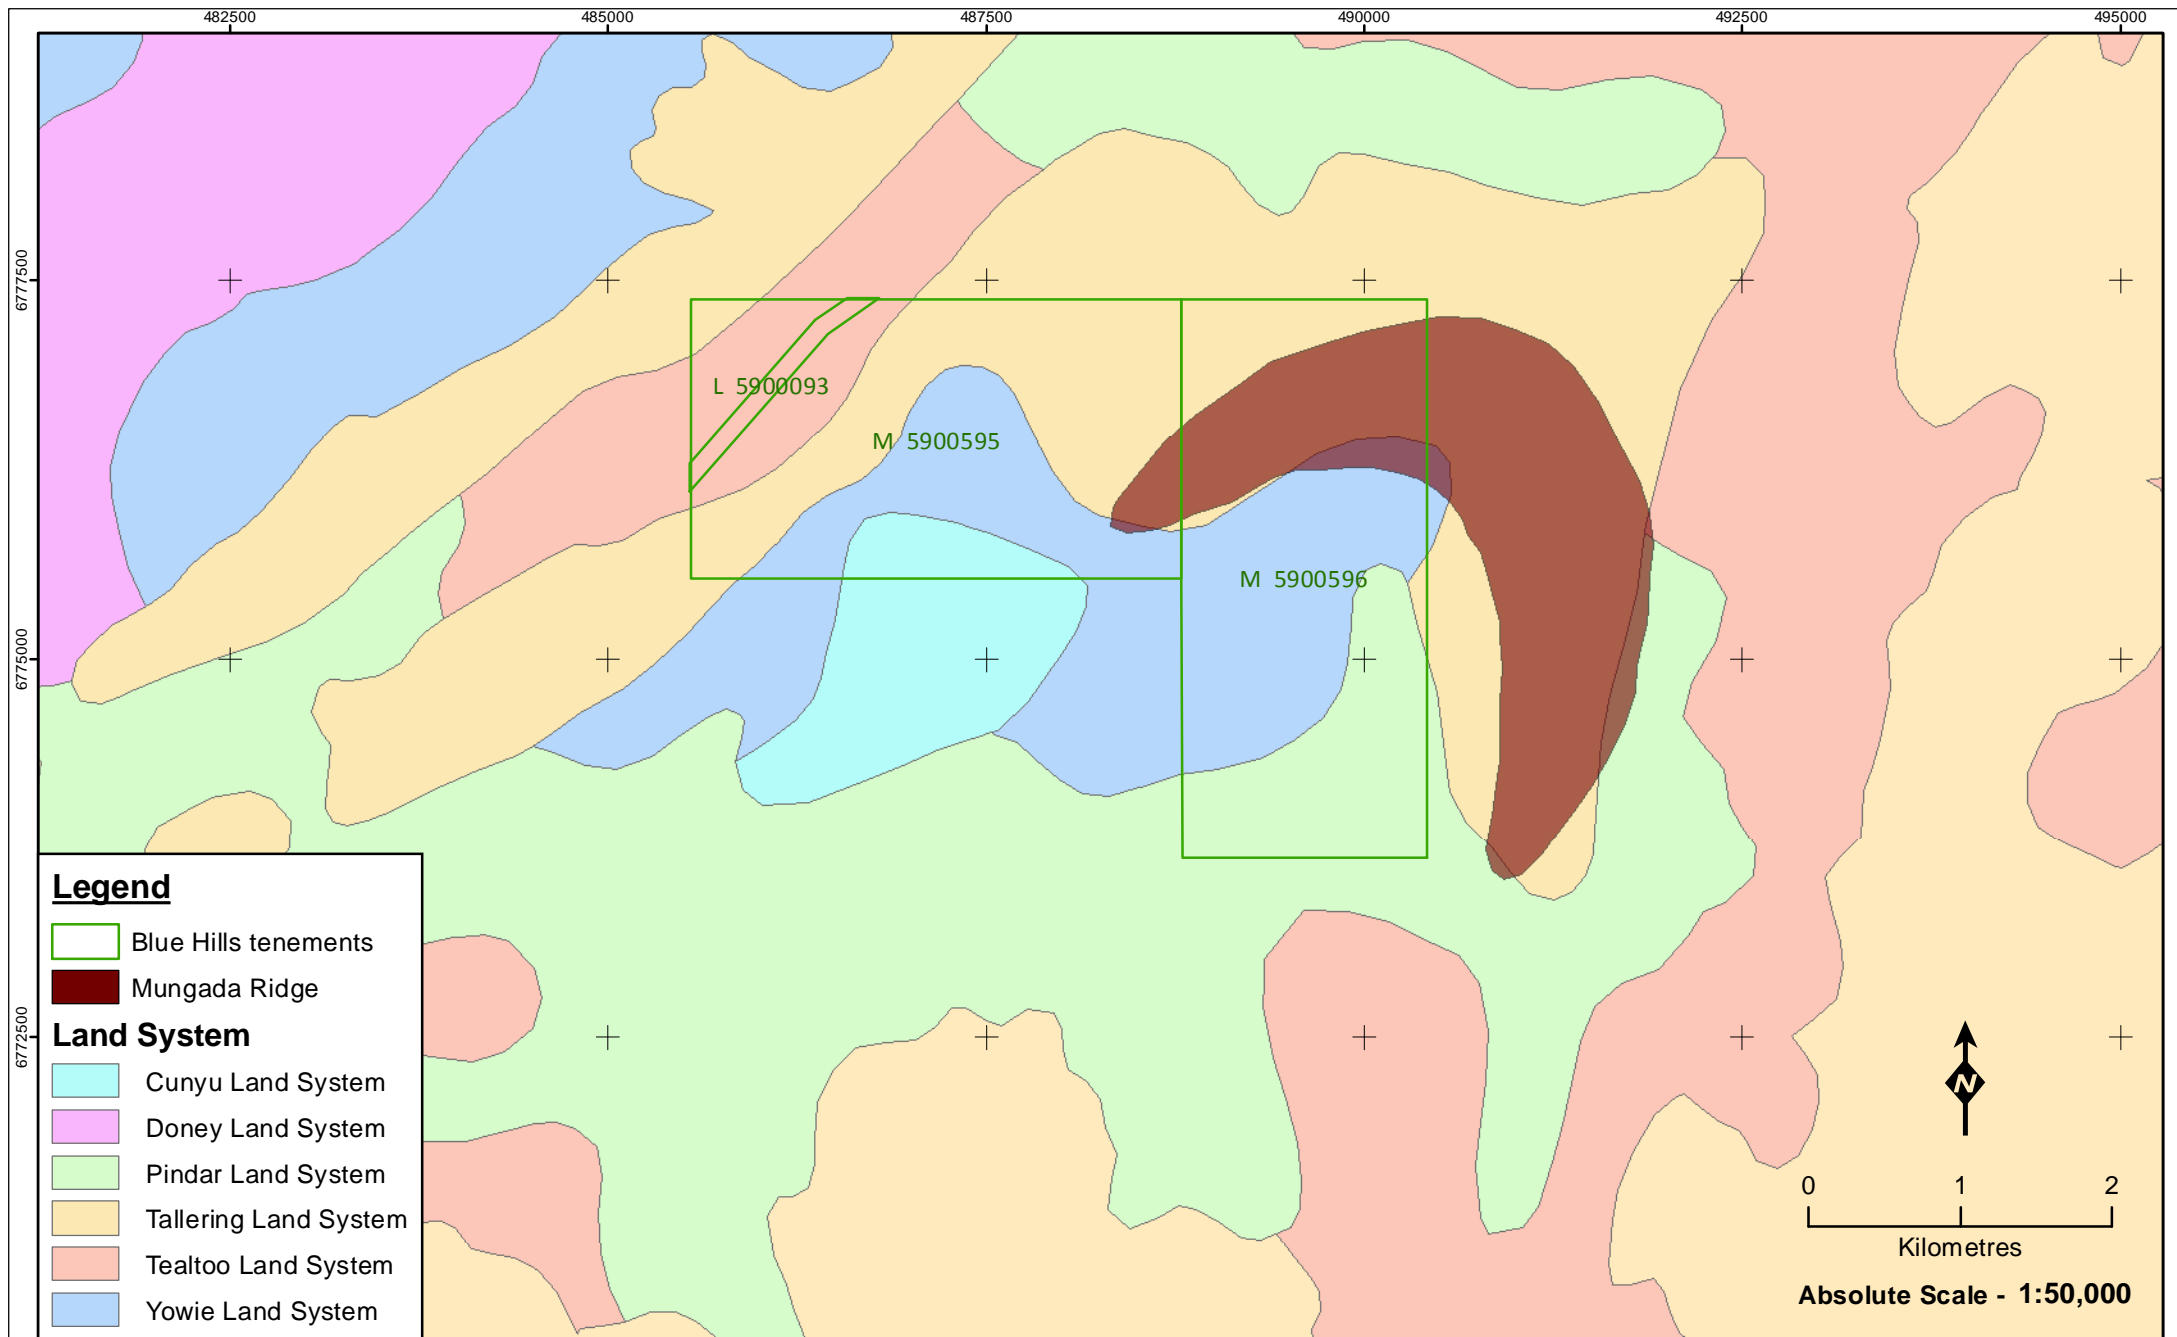 482500 485000 487500 490000 492500 495000
6777500
6775000
6772500
L 5900093
M 5900595
M 5900596
Legend
Blue Hills tenements
Mungada Ridge
Land System
Cunyu Land System
Doney Land System
Pindar Land System
Tallering Land System
Tealtoo Land System
Yowie Land System
N
0 1 2
Kilometres
Absolute Scale - 1:50,000